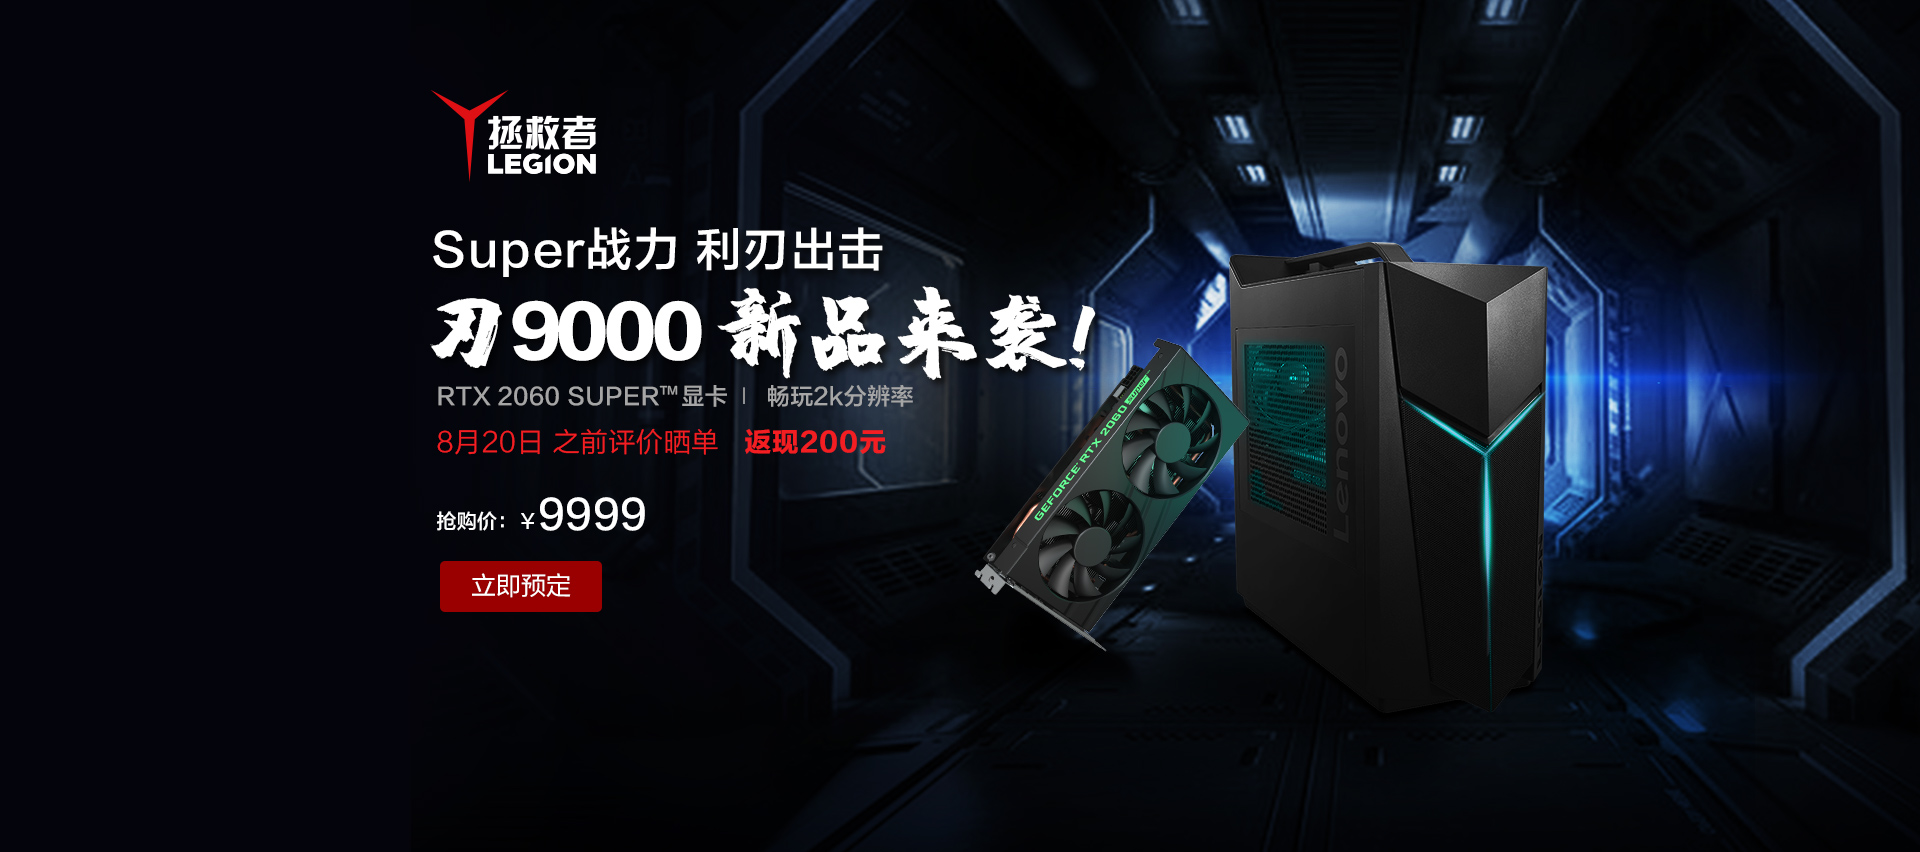 拯救者
LEGION
Super战力 利刃出击
刃9000 新品来袭!
RTX 2060 SUPER™显卡 | 畅玩2k分辨率
8月20日 之前评价晒单 返现200元
抢购价: ¥9999
立即预定
GEFORCE RTX 2060 SUPER
Lenovo